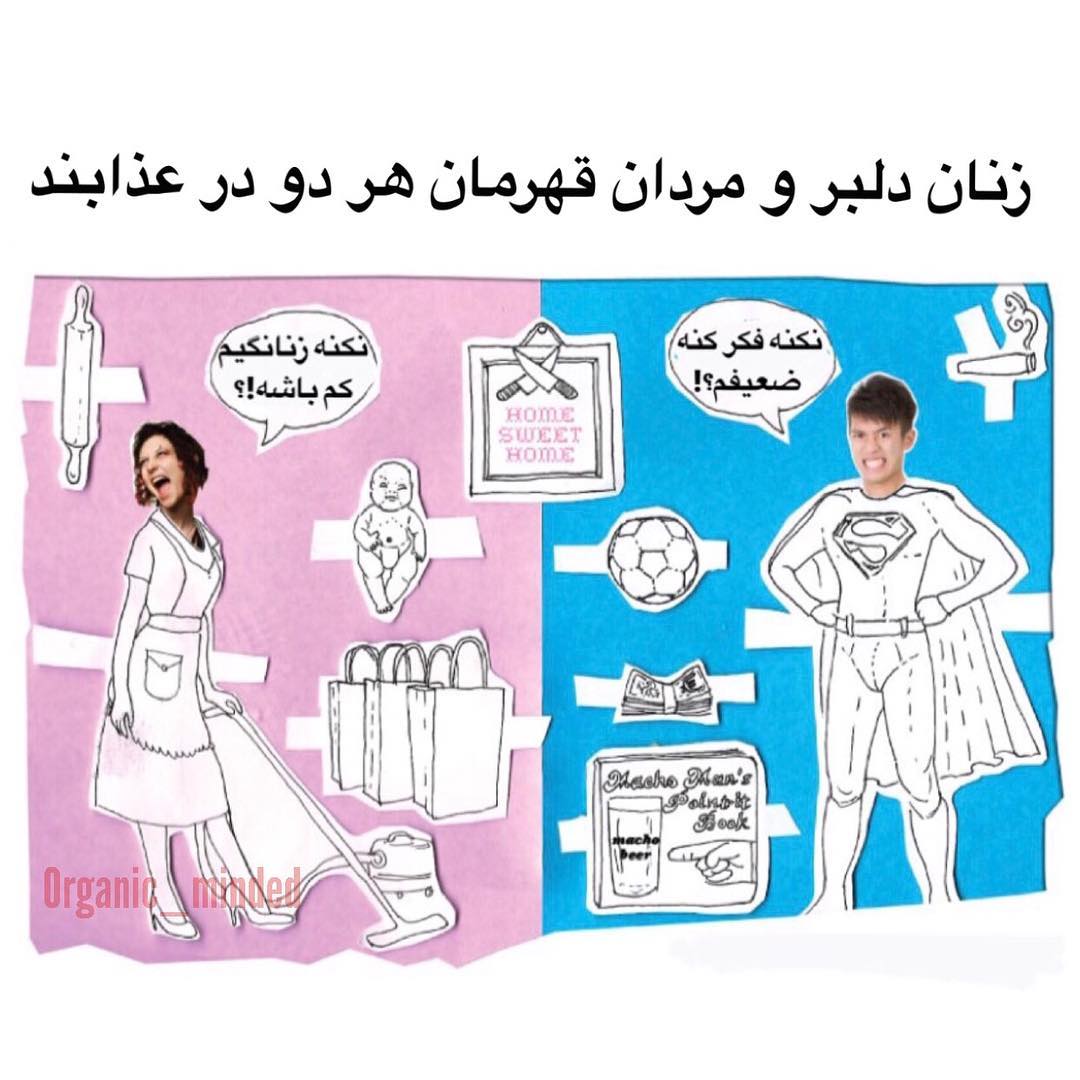 زنان دلبر و مردان قهرمان هر دو در عذابند
نکنه فکر کنه
ضعیفم؟!
نکنه زنانگیم
کم باشه!؟
HOME
SWEET
HOME
Macho Man's
Point-it
Book
macho
beer
Organic_minded